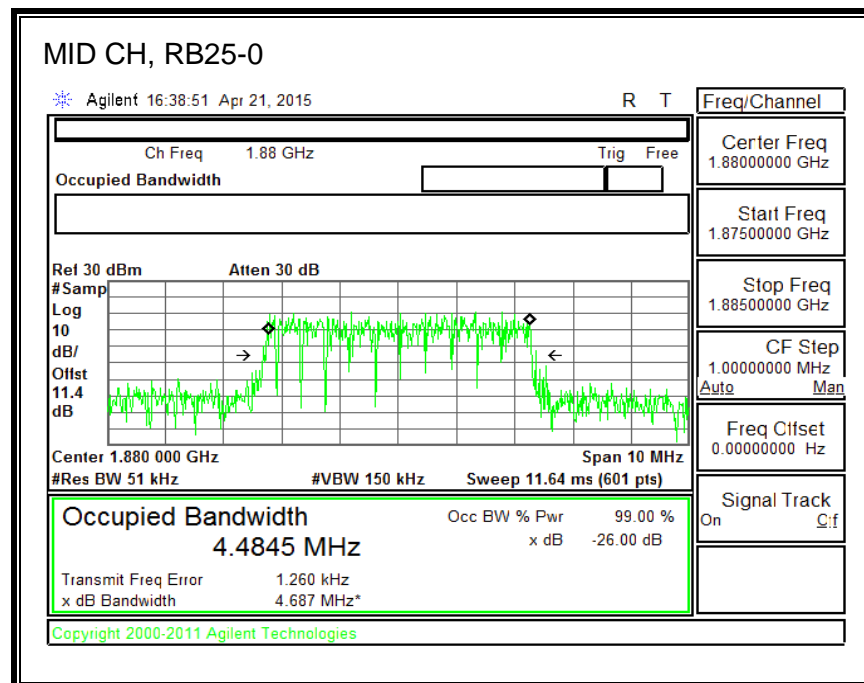 MID CH, RB25-0
Agilent 16:38:51 Apr 21, 2015 R T
Freq/Channel
Ch Freq 1.88 GHz Trig Free
Occupied Bandwidth
Center Freq
1.88000000 GHz
Start Freq
1.87500000 GHz
Stop Freq
1.88500000 GHz
CF Step
1.00000000 MHz
Auto Man
Freq Offset
0.00000000 Hz
Signal Track
On Off
Ref 30 dBm Atten 30 dB
#Samp
Log
10
dB/
Offst
11.4
dB
Center 1.880 000 GHz Span 10 MHz
#Res BW 51 kHz #VBW 150 kHz Sweep 11.64 ms (601 pts)
Occupied Bandwidth Occ BW % Pwr 99.00 %
4.4845 MHz x dB -26.00 dB
Transmit Freq Error 1.260 kHz
x dB Bandwidth 4.687 MHz*
Copyright 2000-2011 Agilent Technologies